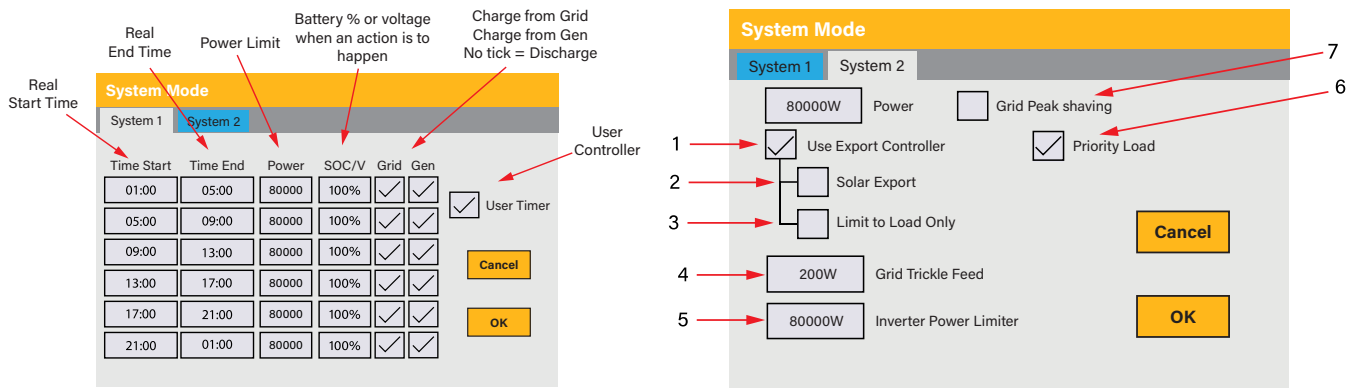 Real
Start Time
Real
End Time
Power Limit
Battery % or voltage
when an action is to
happen
Charge from Grid
Charge from Gen
No tick = Discharge
User
Controller
System Mode
System 1 System 2
Time Start Time End Power SOC/V Grid Gen
01:00 05:00 80000 100%
05:00 09:00 80000 100%
09:00 13:00 80000 100%
13:00 17:00 80000 100%
17:00 21:00 80000 100%
21:00 01:00 80000 100%
User Timer
Cancel
OK
System Mode
System 1 System 2
80000W Power Grid Peak shaving 7
1 Use Export Controller Priority Load 6
2 Solar Export
3 Limit to Load Only
4 200W Grid Trickle Feed
5 80000W Inverter Power Limiter
Cancel
OK